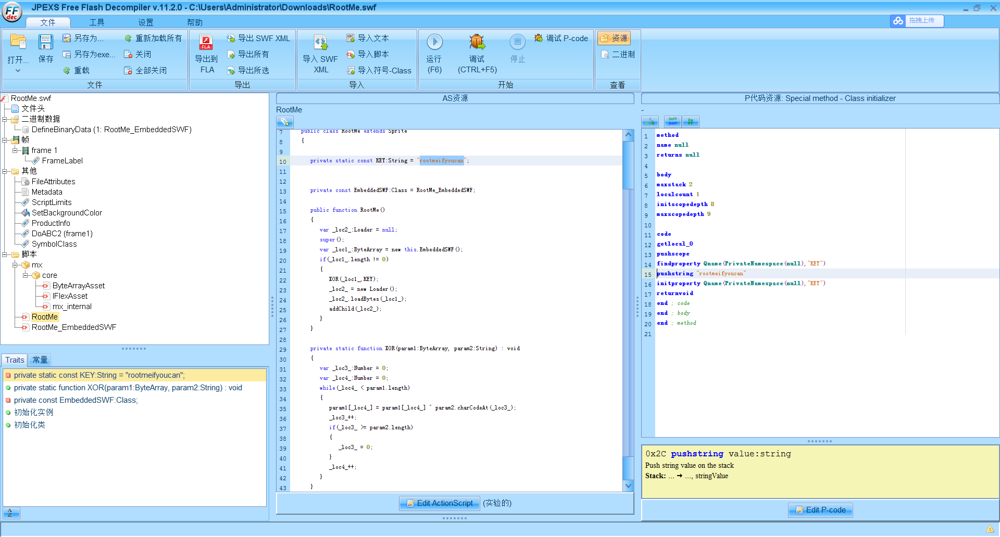 JPEXS Free Flash Decompiler v.11.2.0 - C:\Users\Administrator\Downloads\RootMe.swf
文件 工具 设置 帮助
拖拽上传
打开...
保存
另存为...
另存为exe...
重载
重新加载所有
关闭
全部关闭
文件
导出到 FLA
导出 SWF XML
导出所有
导出所选
导出
导入 SWF XML
导入文本
导入脚本
导入符号-Class
导入
运行 (F6)
调试 (CTRL+F5)
停止
调试 P-code
开始
资源
二进制
查看
RootMe.swf
文件头
二进制数据
DefineBinaryData (1: RootMe_EmbeddedSWF)
帧
frame 1
FrameLabel
其他
FileAttributes
Metadata
ScriptLimits
SetBackgroundColor
ProductInfo
DoABC2 (frame1)
SymbolClass
脚本
mx
core
ByteArrayAsset
IFlexAsset
mx_internal
RootMe
RootMe_EmbeddedSWF
Traits 常量
private static const KEY:String = "rootmeifyoucan";
private static function XOR(param1:ByteArray, param2:String) : void
private const EmbeddedSWF:Class;
初始化实例
初始化类
AS资源
RootMe
7 public class RootMe extends Sprite
8 {
9
10 private static const KEY:String = "rootmeifyoucan";
11
12
13 private const EmbeddedSWF:Class = RootMe_EmbeddedSWF;
14
15 public function RootMe()
16 {
17 var _loc2_:Loader = null;
18 super();
19 var _loc1_:ByteArray = new this.EmbeddedSWF();
20 if(_loc1_.length != 0)
21 {
22 XOR(_loc1_,KEY);
23 _loc2_ = new Loader();
24 _loc2_.loadBytes(_loc1_);
25 addChild(_loc2_);
26 }
27 }
28
29 private static function XOR(param1:ByteArray, param2:String) : void
30 {
31 var _loc3_:Number = 0;
32 var _loc4_:Number = 0;
33 while(_loc4_ < param1.length)
34 {
35 param1[_loc4_] = param1[_loc4_] ^ param2.charCodeAt(_loc3_);
36 _loc3_++;
37 if(_loc3_ >= param2.length)
38 {
39 _loc3_ = 0;
40 }
41 _loc4_++;
42 }
43 }
Edit ActionScript (实验的)
P代码资源: Special method - Class initializer
-
0xFF push
0x FF
1 method
2 name null
3 returns null
4
5 body
6 maxstack 2
7 localcount 1
8 initscopedepth 8
9 maxscopedepth 9
10
11 code
12 getlocal_0
13 pushscope
14 findproperty Qname(PrivateNamespace(null),"KEY")
15 pushstring "rootmeifyoucan"
16 initproperty Qname(PrivateNamespace(null),"KEY")
17 returnvoid
18 end ; code
19 end ; body
20 end ; method
21
0x2C pushstring value:string
Push string value on the stack
Stack: ... ➞ ..., stringValue
Edit P-code